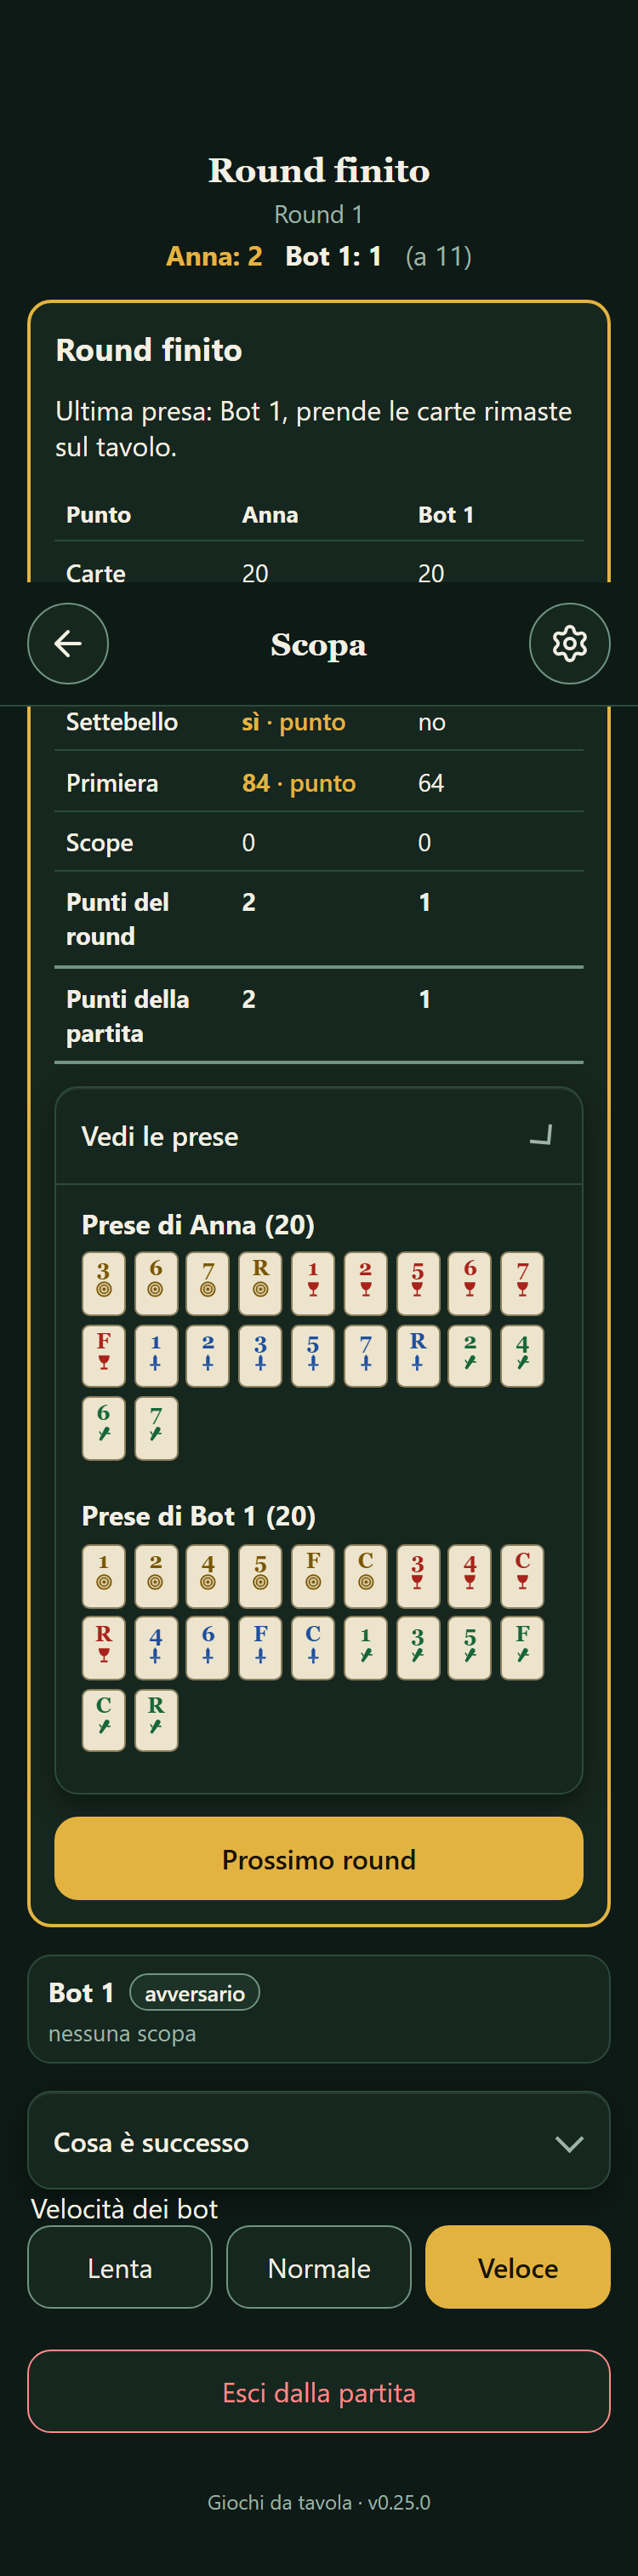 Round finito
Round 1
Anna: 2 Bot 1: 1 (a 11)
Round finito
Ultima presa: Bot 1, prende le carte rimaste
sul tavolo.
Punto Anna Bot 1
Carte 20 20
Scopa
Settebello sì · punto no
Primiera 84 · punto 64
Scope 0 0
Punti del
round 2 1
Punti della
partita 2 1
Vedi le prese
Prese di Anna (20)
3 6 7 R 1 2 5 6 7
F 1 2 3 5 7 R 2 4
6 7
Prese di Bot 1 (20)
1 2 4 5 F C 3 4 C
R 4 6 F C 1 3 5 F
C R
Prossimo round
Bot 1 avversario
nessuna scopa
Cosa è successo
Velocità dei bot
Lenta Normale Veloce
Esci dalla partita
Giochi da tavola · v0.25.0